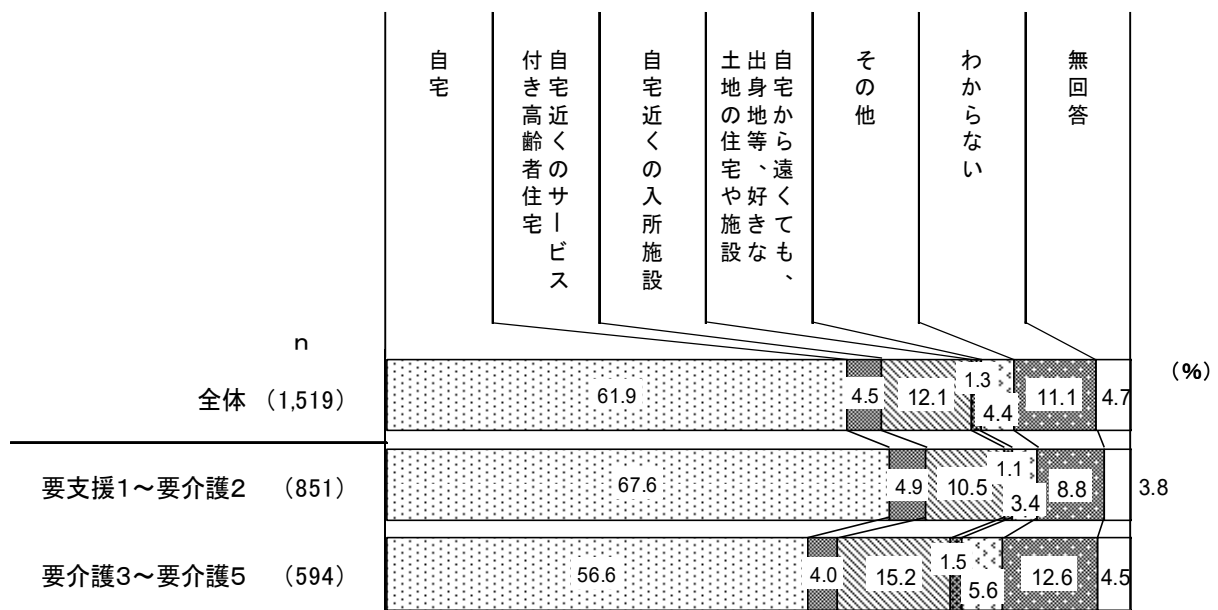 自宅
自宅近くのサービス
付き高齢者住宅
自宅近くの入所施設
自宅から遠くても、
出身地等、好きな
土地の住宅や施設
その他
わからない
無回答
n
(%)
全体 (1,519)
61.9
4.5
12.1
1.3
4.4
11.1
4.7
要支援1～要介護2 (851)
67.6
4.9
10.5
1.1
3.4
8.8
3.8
要介護3～要介護5 (594)
56.6
4.0
15.2
1.5
5.6
12.6
4.5